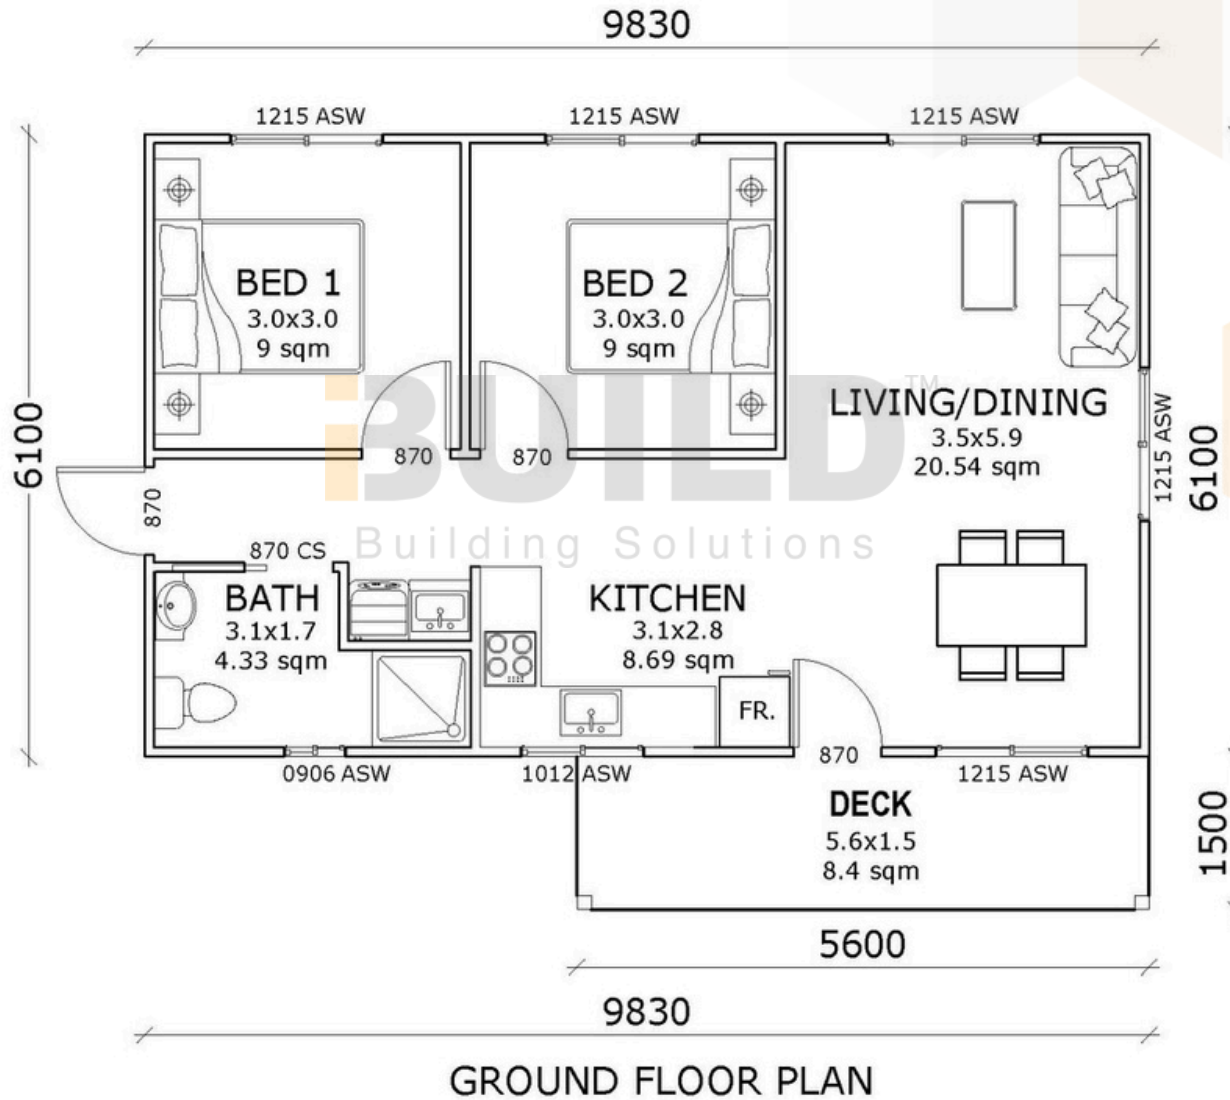 9830
1215 ASW
1215 ASW
1215 ASW
BED 1
3.0x3.0
9 sqm
BED 2
3.0x3.0
9 sqm
iBUILD™
Building Solutions
LIVING/DINING
3.5x5.9
20.54 sqm
1215 ASW
6100
6100
870
870
870
870 CS
BATH
3.1x1.7
4.33 sqm
KITCHEN
3.1x2.8
8.69 sqm
FR.
870
0906 ASW
1012 ASW
1215 ASW
DECK
5.6x1.5
8.4 sqm
1500
5600
9830
GROUND FLOOR PLAN